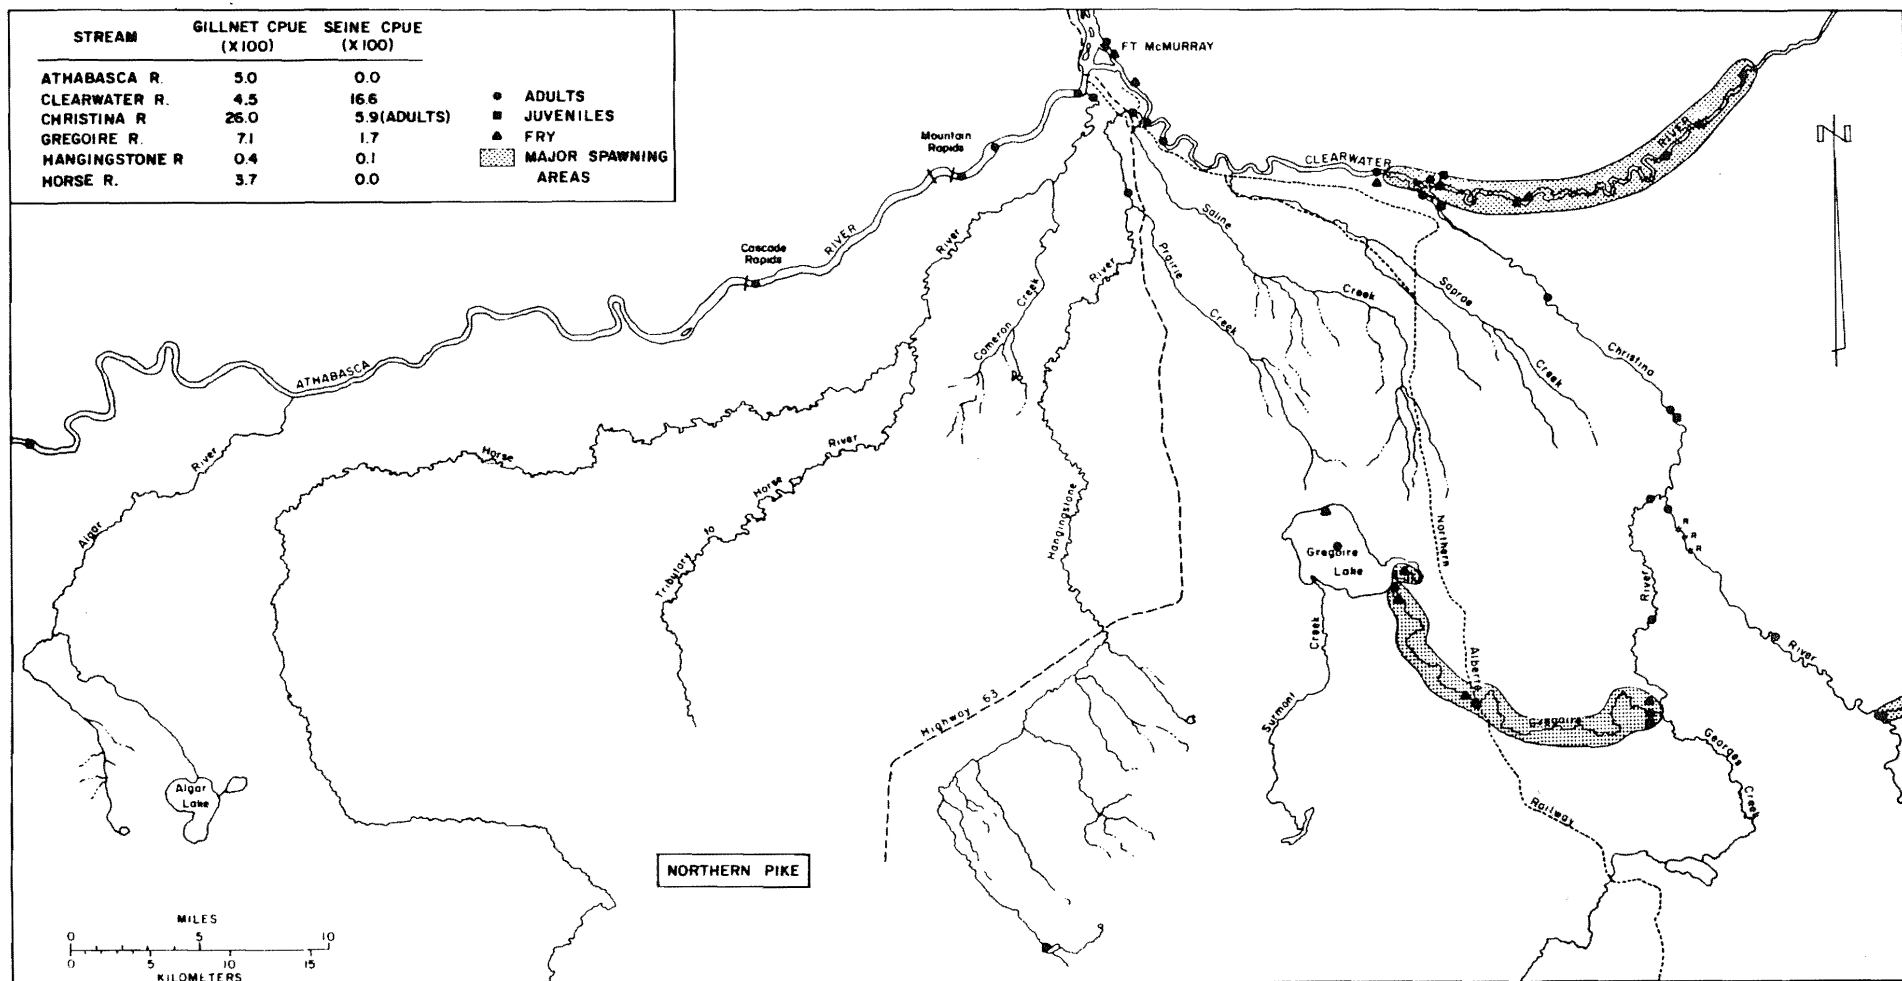 STREAM GILLNET CPUE SEINE CPUE
(X100) (X100)
ATHABASCA R. 5.0 0.0
CLEARWATER R. 4.5 16.6
CHRISTINA R 26.0 5.9(ADULTS)
GREGOIRE R. 7.1 1.7
HANGINGSTONE R 0.4 0.1
HORSE R. 3.7 0.0
ADULTS
JUVENILES
FRY
MAJOR SPAWNING
AREAS
FT McMURRAY
N
Mountain
Rapids
CLEARWATER
RIVER
Cascade
Rapids
ATHABASCA
RIVER
River
Cameron
Creek
River
Prairie
Creek
Saline
Creek
Saprae
Creek
Christina
River
Algar
River
Horse
Tributary to Horse River
Hangingstone
Northern
Alberta
Railway
Gregoire
Lake
R
R
R
River
Creek
Surmont
Gregoire
Georges
Creek
Highway 63
Algar
Lake
NORTHERN PIKE
MILES
0 5 10
0 5 10 15
KILOMETERS